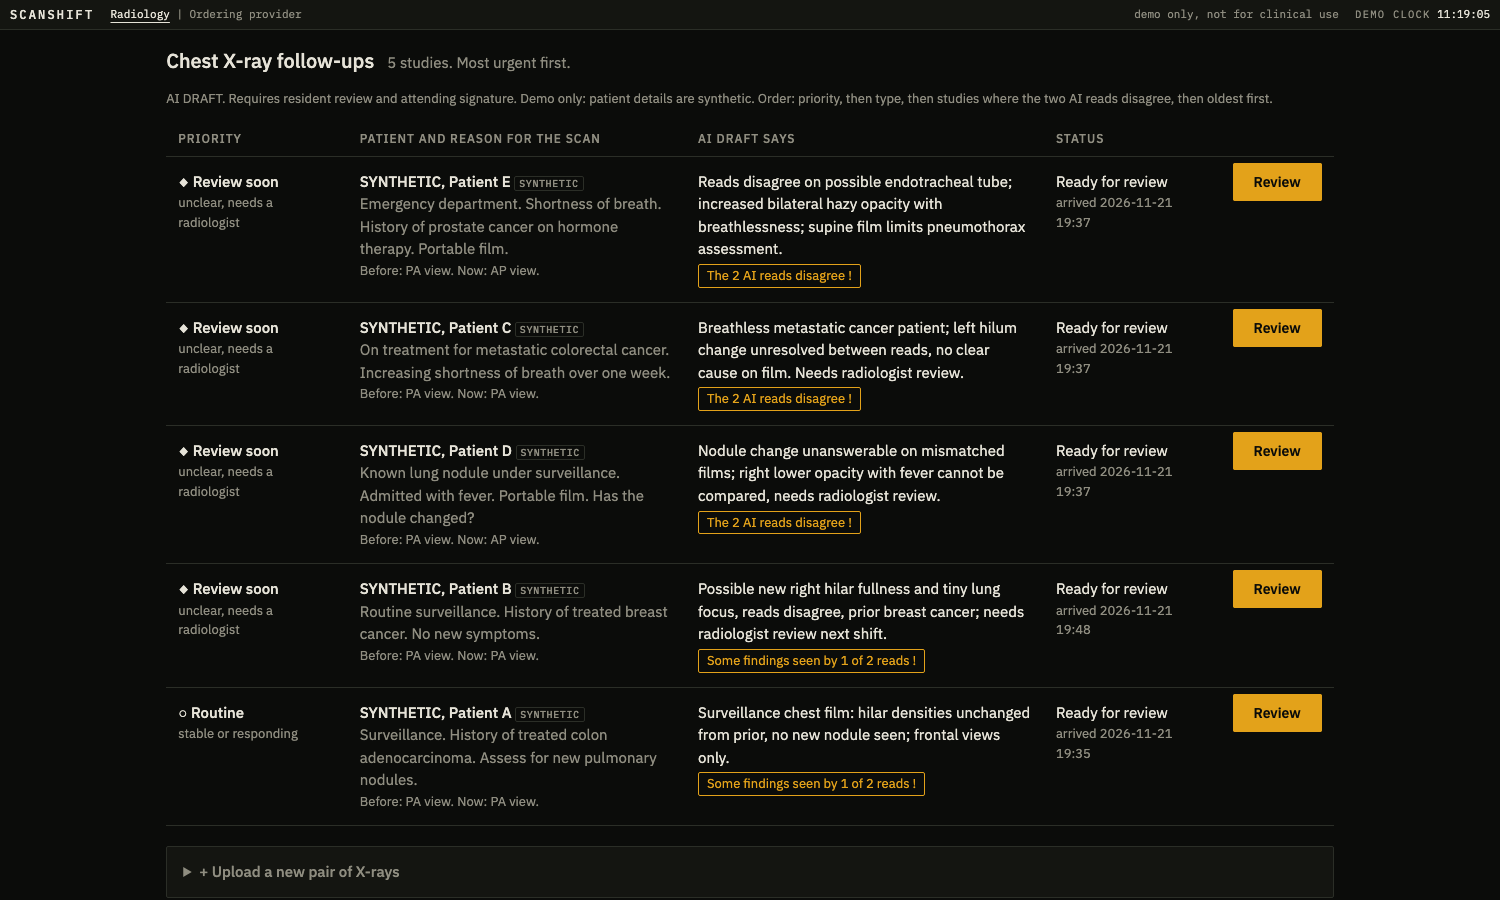 SCANSHIFT Radiology | Ordering provider demo only, not for clinical use DEMO CLOCK 11:19:05
Chest X-ray follow-ups 5 studies. Most urgent first.
AI DRAFT. Requires resident review and attending signature. Demo only: patient details are synthetic. Order: priority, then type, then studies where the two AI reads disagree, then oldest first.
PRIORITY PATIENT AND REASON FOR THE SCAN AI DRAFT SAYS STATUS
◆ Review soon
unclear, needs a
radiologist
SYNTHETIC, Patient E SYNTHETIC
Emergency department. Shortness of breath.
History of prostate cancer on hormone
therapy. Portable film.
Before: PA view. Now: AP view.
Reads disagree on possible endotracheal tube;
increased bilateral hazy opacity with
breathlessness; supine film limits pneumothorax
assessment.
The 2 AI reads disagree !
Ready for review
arrived 2026-11-21
19:37
Review
◆ Review soon
unclear, needs a
radiologist
SYNTHETIC, Patient C SYNTHETIC
On treatment for metastatic colorectal cancer.
Increasing shortness of breath over one week.
Before: PA view. Now: PA view.
Breathless metastatic cancer patient; left hilum
change unresolved between reads, no clear
cause on film. Needs radiologist review.
The 2 AI reads disagree !
Ready for review
arrived 2026-11-21
19:37
Review
◆ Review soon
unclear, needs a
radiologist
SYNTHETIC, Patient D SYNTHETIC
Known lung nodule under surveillance.
Admitted with fever. Portable film. Has the
nodule changed?
Before: PA view. Now: AP view.
Nodule change unanswerable on mismatched
films; right lower opacity with fever cannot be
compared, needs radiologist review.
The 2 AI reads disagree !
Ready for review
arrived 2026-11-21
19:37
Review
◆ Review soon
unclear, needs a
radiologist
SYNTHETIC, Patient B SYNTHETIC
Routine surveillance. History of treated breast
cancer. No new symptoms.
Before: PA view. Now: PA view.
Possible new right hilar fullness and tiny lung
focus, reads disagree, prior breast cancer; needs
radiologist review next shift.
Some findings seen by 1 of 2 reads !
Ready for review
arrived 2026-11-21
19:48
Review
○ Routine
stable or responding
SYNTHETIC, Patient A SYNTHETIC
Surveillance. History of treated colon
adenocarcinoma. Assess for new pulmonary
nodules.
Before: PA view. Now: PA view.
Surveillance chest film: hilar densities unchanged
from prior, no new nodule seen; frontal views
only.
Some findings seen by 1 of 2 reads !
Ready for review
arrived 2026-11-21
19:35
Review
▶ + Upload a new pair of X-rays